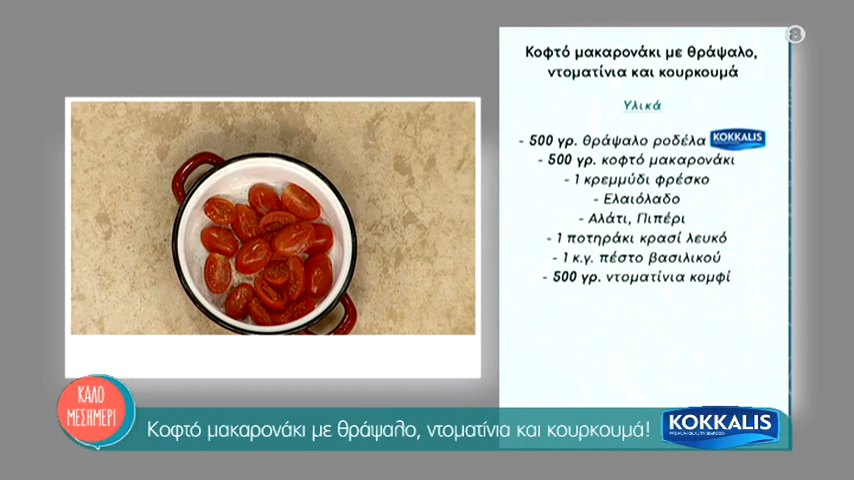 8
Κοφτό μακαρονάκι με θράψαλο,
ντοματίνια και κουρκουμά
Υλικά
- 500 γρ. θράψαλο ροδέλα KOKKALIS
- 500 γρ. κοφτό μακαρονάκι
- 1 κρεμμύδι φρέσκο
- Ελαιόλαδο
- Αλάτι, Πιπέρι
- 1 ποτηράκι κρασί λευκό
- 1 κ.γ. πέστο βασιλικού
- 500 γρ. ντοματίνια κομφί
ΚΑΛΟ
ΜΕΣΗΜΕΡΙ
Κοφτό μακαρονάκι με θράψαλο, ντοματίνια και κουρκουμά!
KOKKALIS